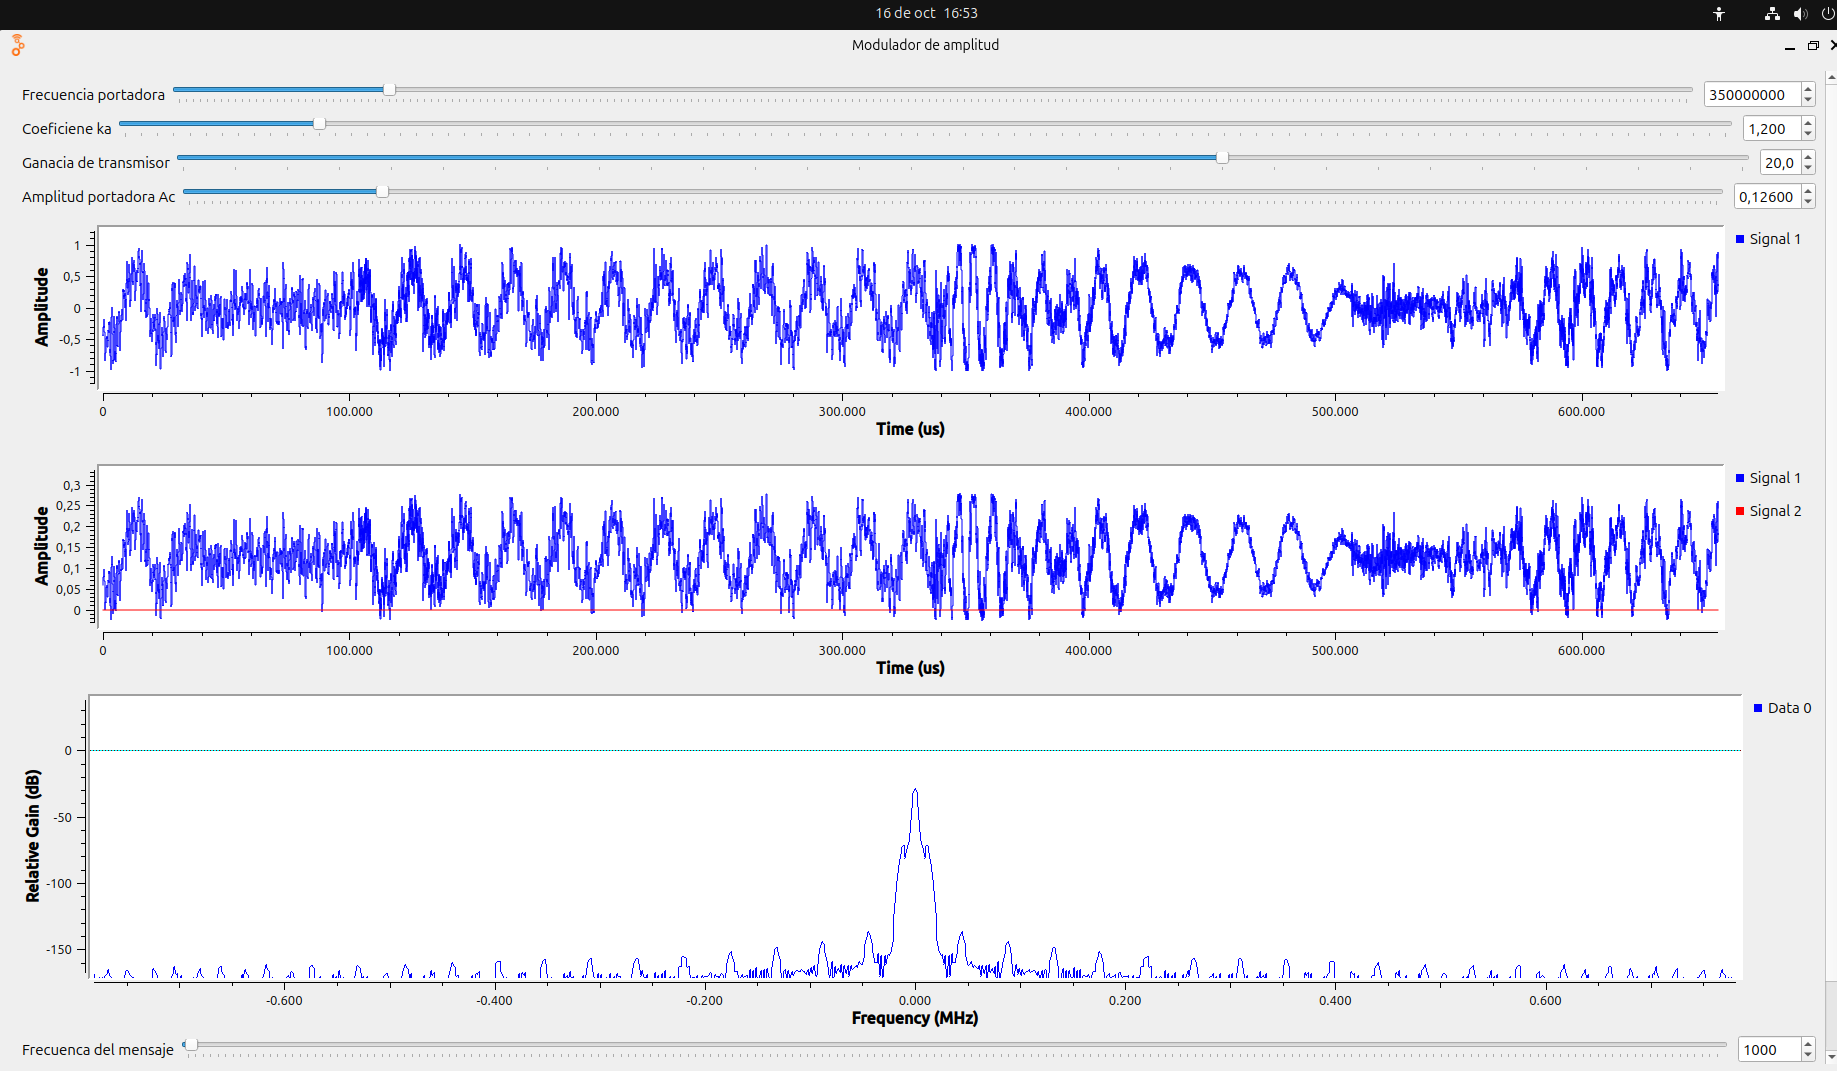 16 de oct 16:53
Modulador de amplitud
Frecuencia portadora 350000000
Coeficiene ka 1,200
Ganacia de transmisor 20,0
Amplitud portadora Ac 0,12600
Amplitude
1
0,5
0
-0,5
-1
Signal 1
0 100.000 200.000 300.000 400.000 500.000 600.000
Time (us)
Amplitude
0,3
0,25
0,2
0,15
0,1
0,05
0
Signal 1
Signal 2
0 100.000 200.000 300.000 400.000 500.000 600.000
Time (us)
Relative Gain (dB)
0
-50
-100
-150
Data 0
-0.600 -0.400 -0.200 0.000 0.200 0.400 0.600
Frequency (MHz)
Frecuenca del mensaje 1000